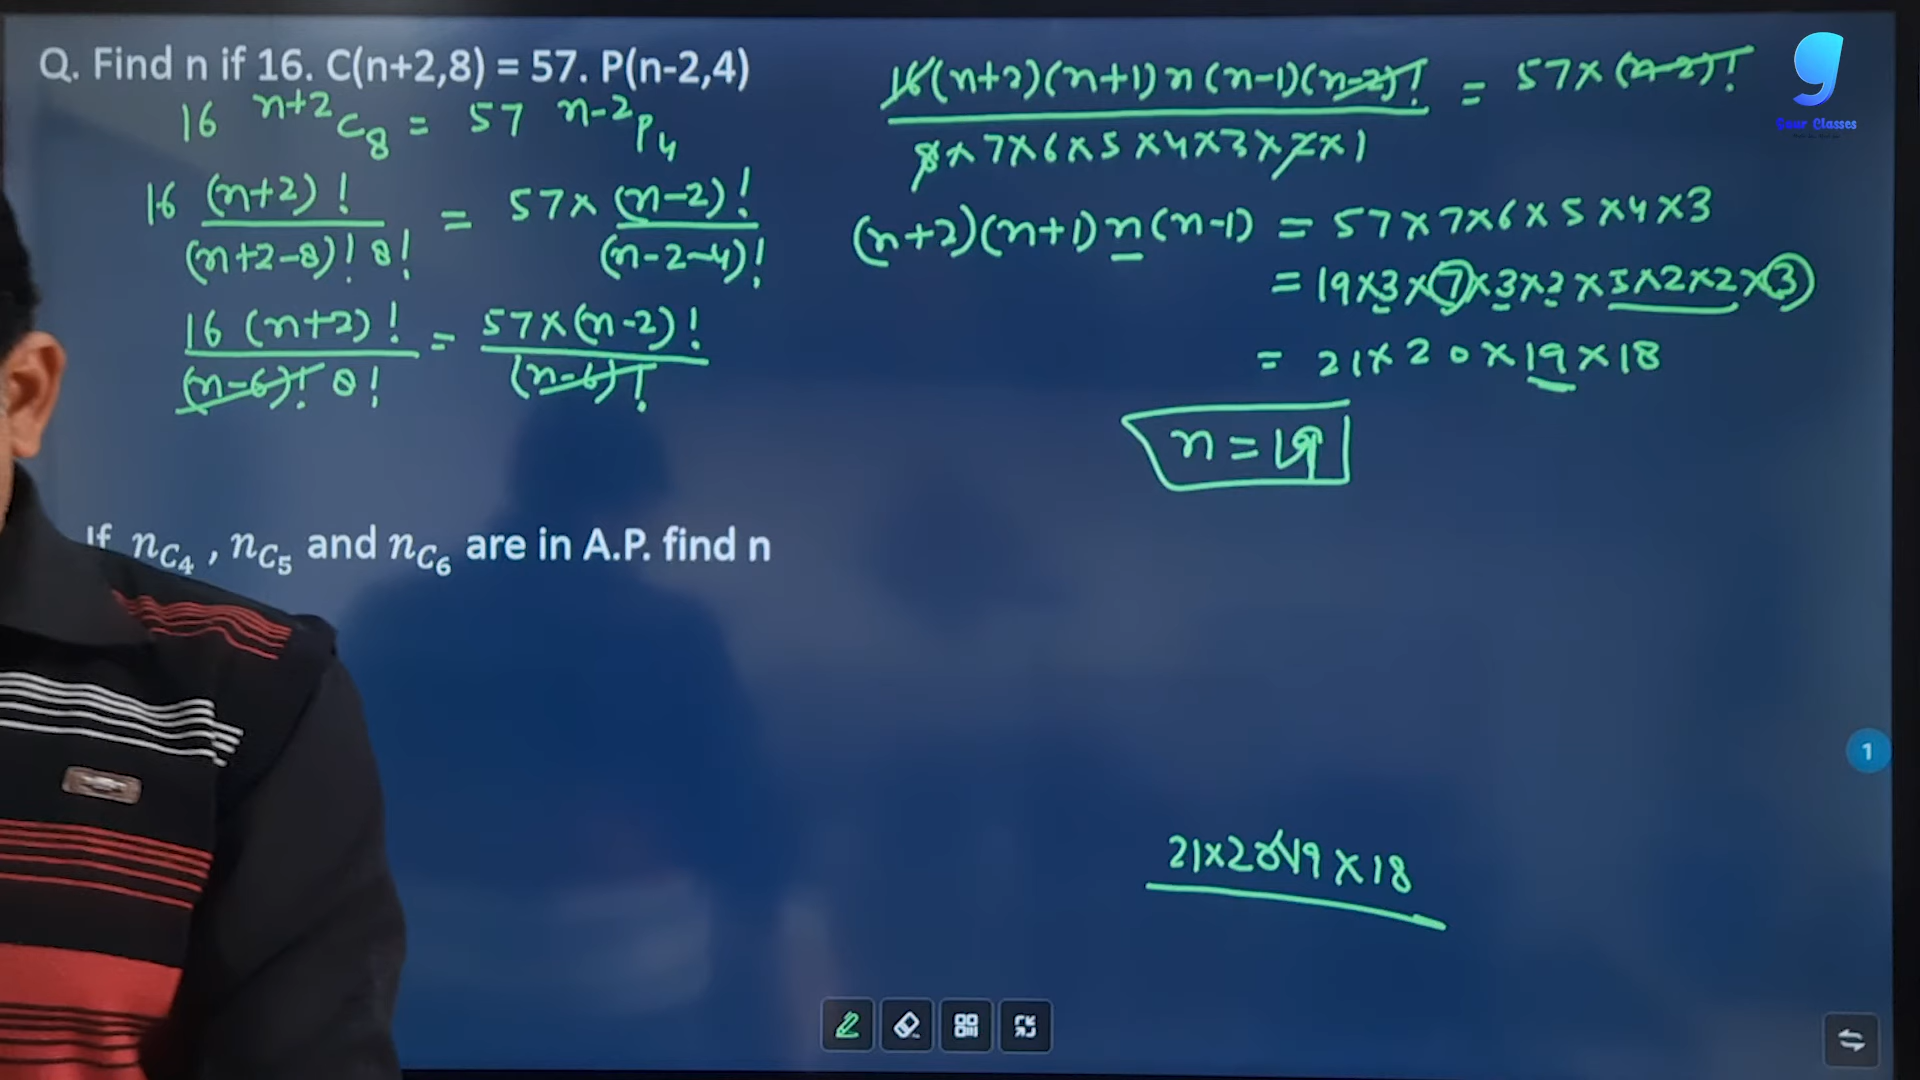 Q. Find n if 16. C(n+2,8) = 57. P(n-2,4)
16 n+2C8 = 57 n-2P4
16 (n+2)! / (n+2-8)! 8! = 57 × (n-2)! / (n-2-4)!
16 (n+2)! / (n-6)! 8! = 57×(n-2)! / (n-6)!
16(n+2)(n+1)n(n-1)(n-2)! / 8×7×6×5×4×3×2×1 = 57×(n-2)!
(n+2)(n+1)n(n-1) = 57×7×6×5×4×3
= 19×3×7×3×2×5×2×2×3
= 21×20×19×18
n = 19
g
Gaur Classes
If nC4 , nC5 and nC6 are in A.P. find n
21×20×19×18
1